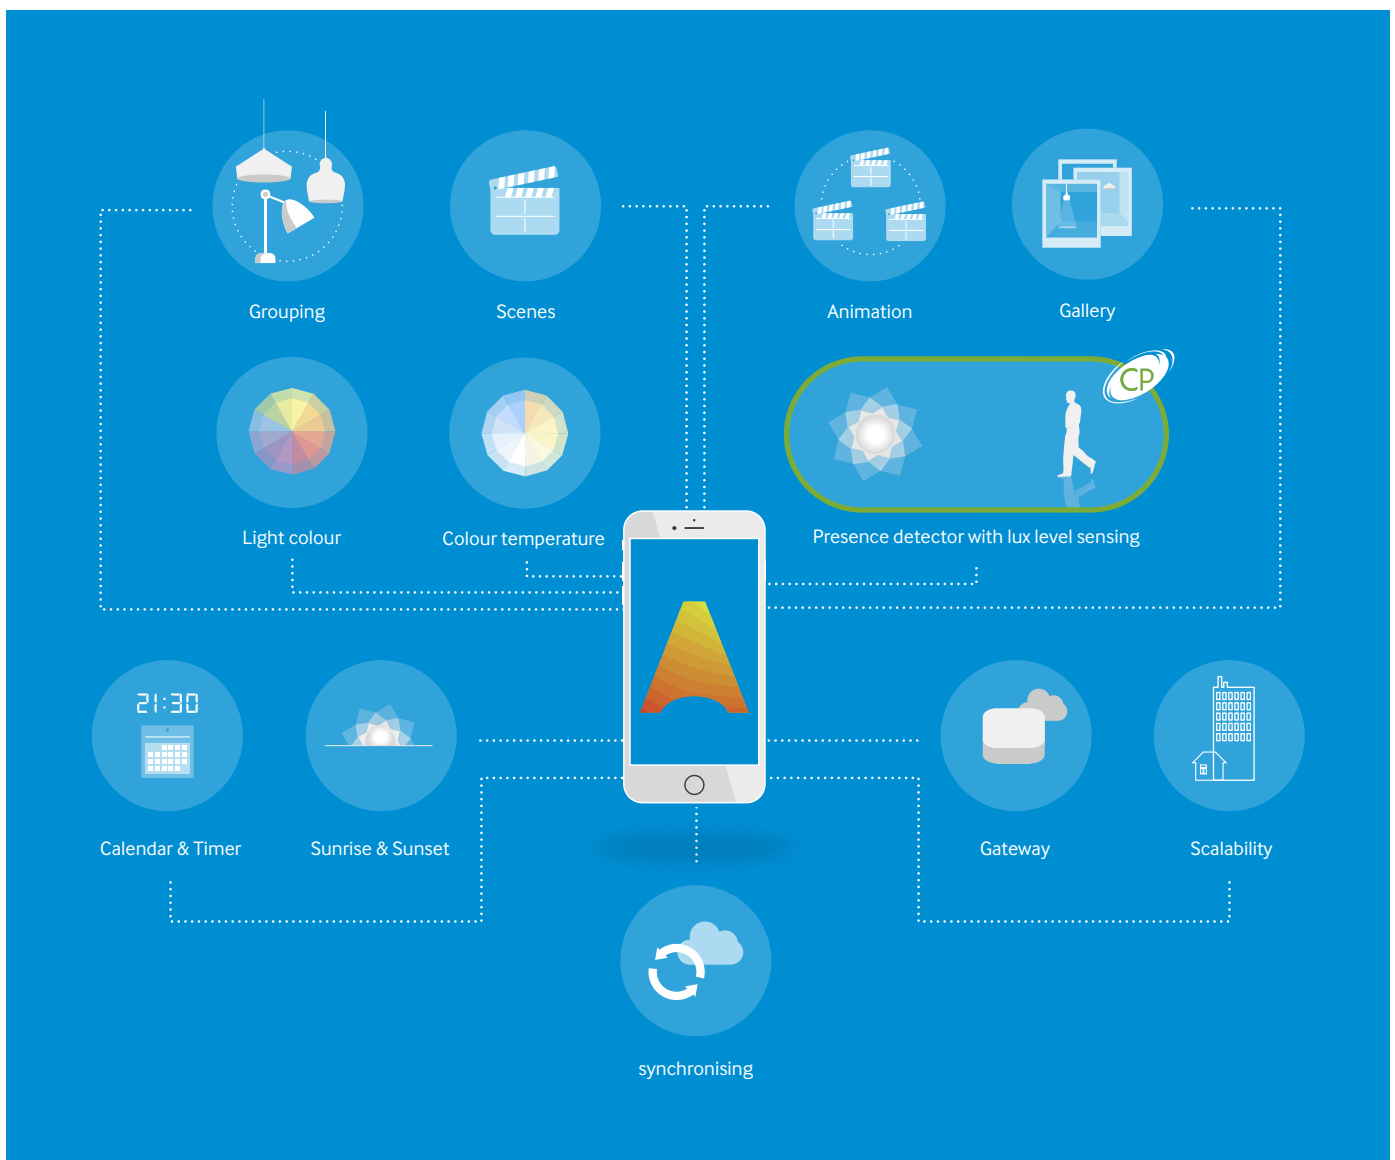 Grouping
Scenes
Animation
Gallery
CP
Light colour
Colour temperature
Presence detector with lux level sensing
21:30
Calendar & Timer
Sunrise & Sunset
Gateway
Scalability
synchronising